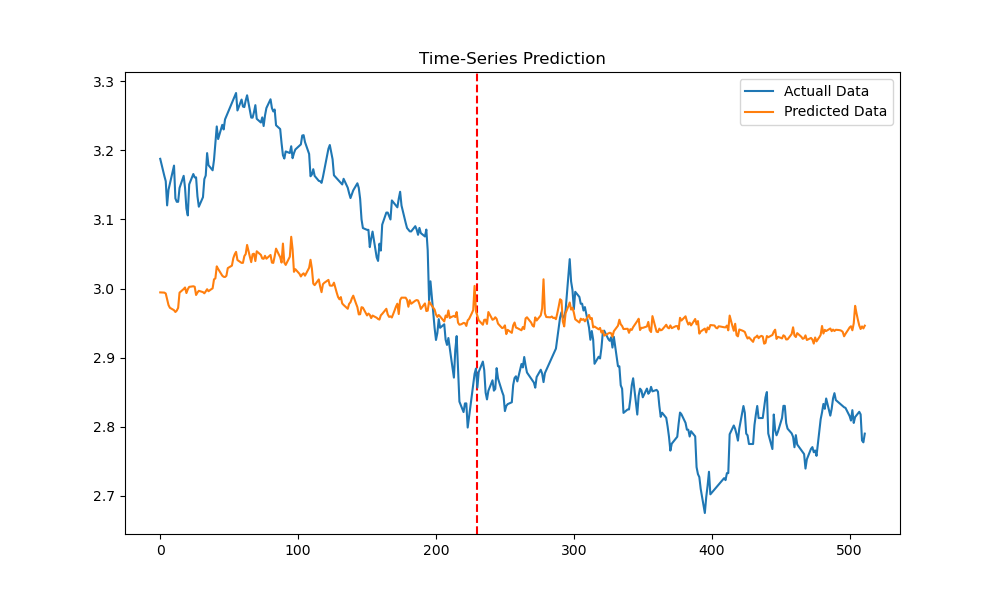 Time-Series Prediction
Actuall Data
Predicted Data
3.3
3.2
3.1
3.0
2.9
2.8
2.7
0 100 200 300 400 500